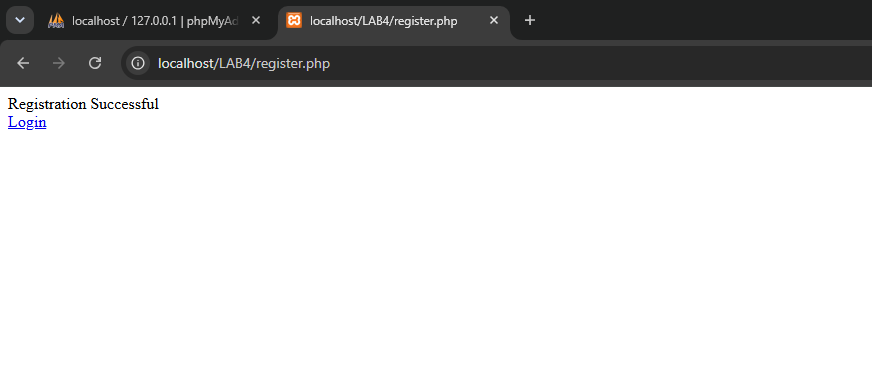 localhost / 127.0.0.1 | phpMyAd
localhost/LAB4/register.php
localhost/LAB4/register.php
Registration Successful
Login